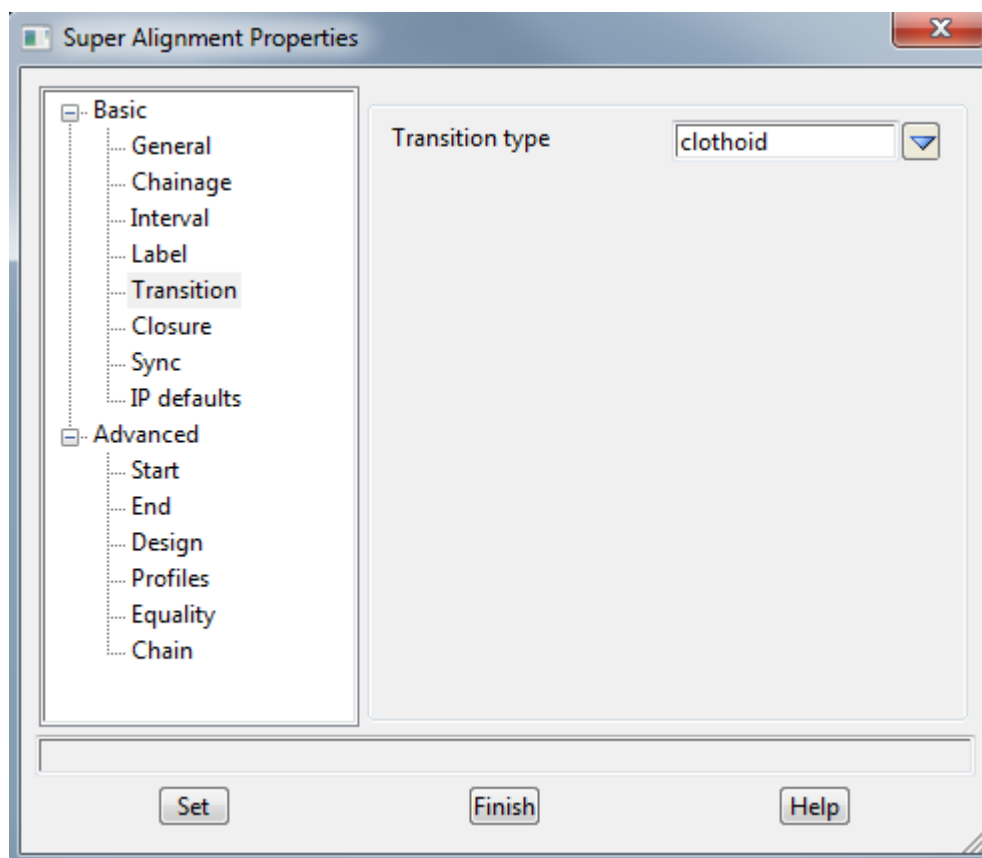 Super Alignment Properties
x
Basic
General
Chainage
Interval
Label
Transition
Closure
Sync
IP defaults
Advanced
Start
End
Design
Profiles
Equality
Chain
Transition type
clothoid
Set
Finish
Help